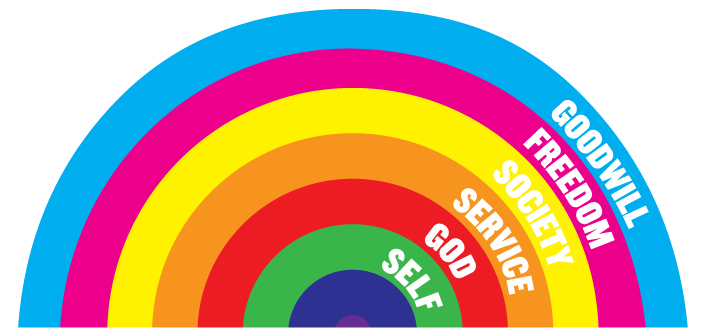 GOODWILL
FREEDOM
SOCIETY
SERVICE
GOD
SELF